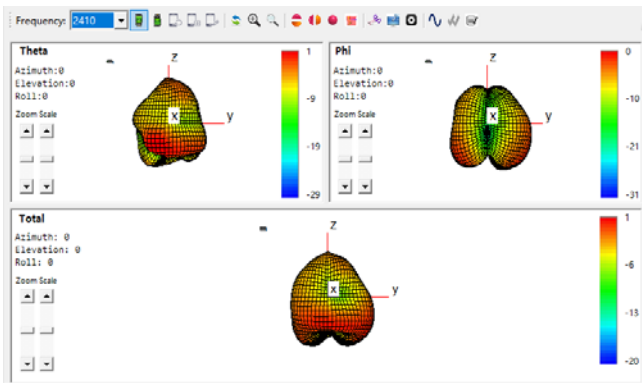 Frequency: 2410
Theta
Azimuth:0
Elevation:0
Roll:0
Zoom Scale
z
x
y
1
-9
-19
-29
Phi
Azimuth:0
Elevation:0
Roll:0
Zoom Scale
z
x
y
0
-10
-21
-31
Total
Azimuth: 0
Elevation: 0
Roll: 0
Zoom Scale
z
x
y
1
-6
-13
-20